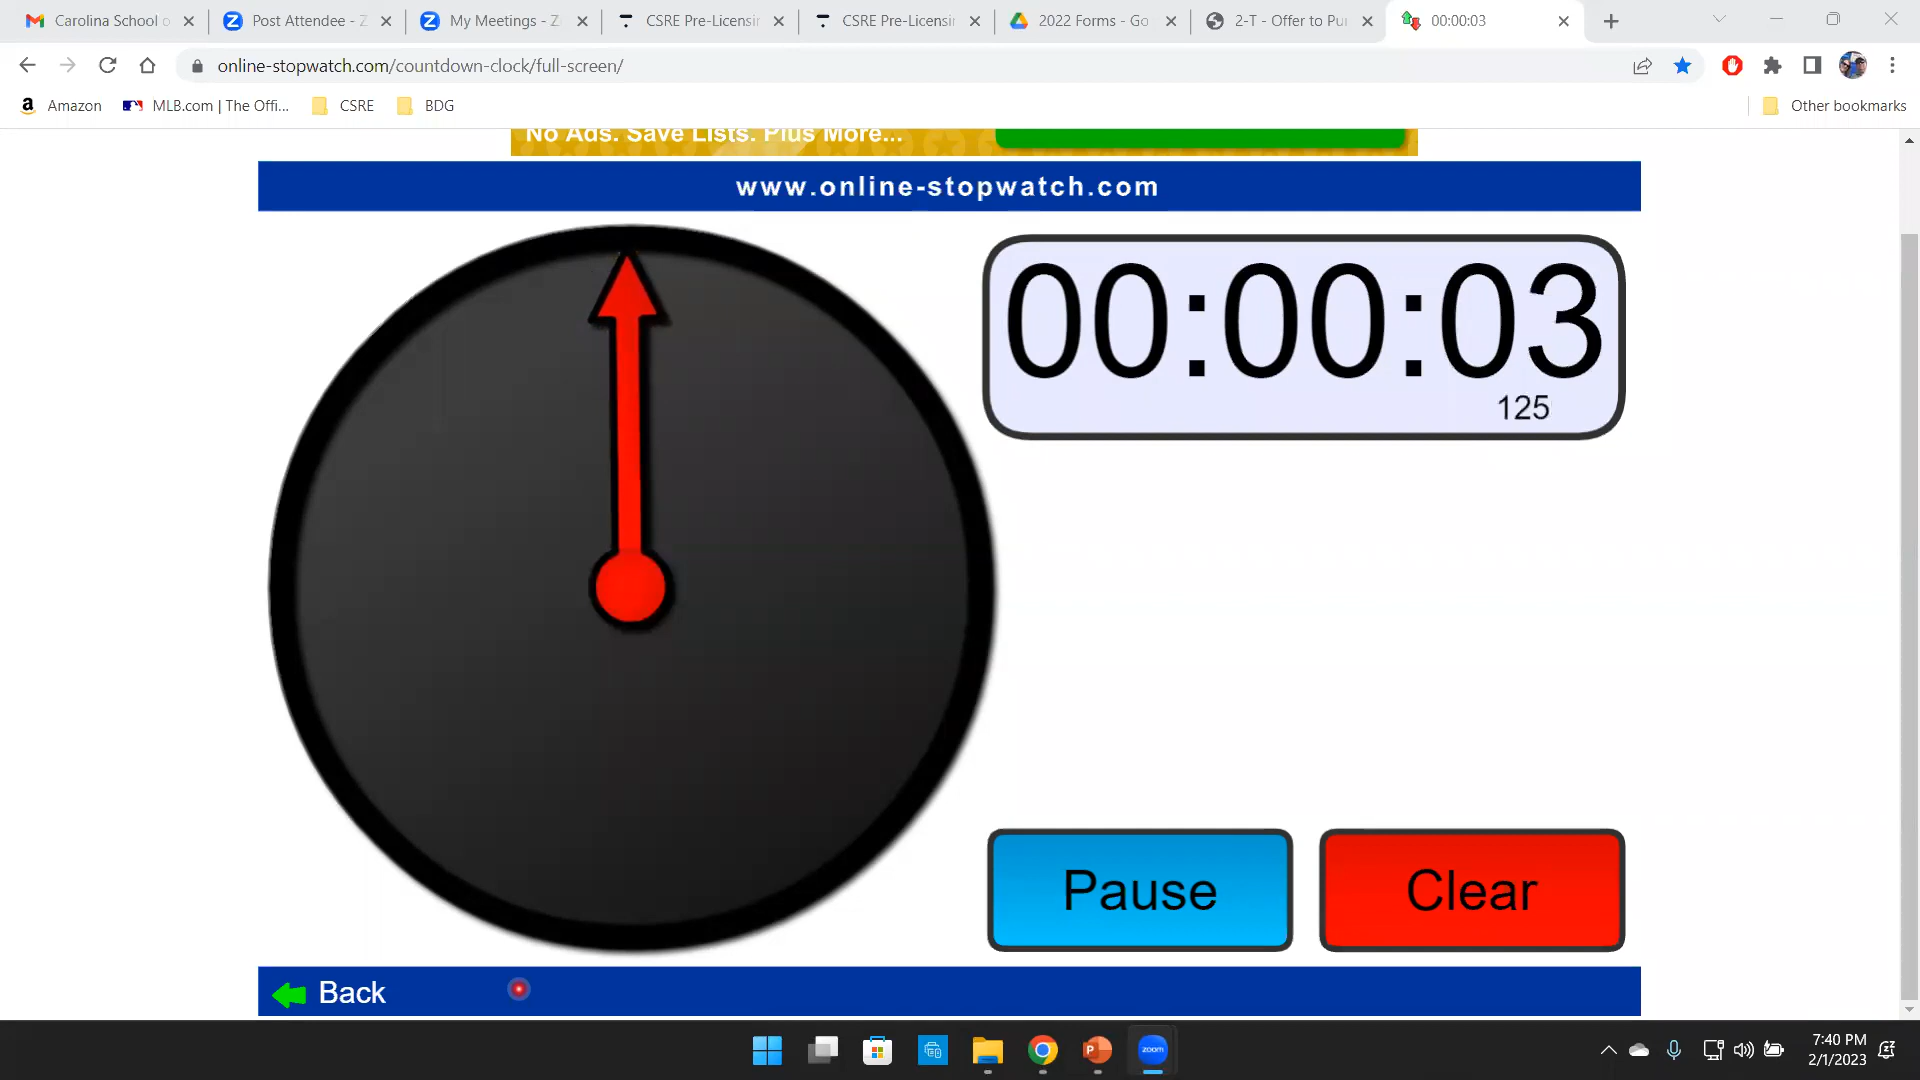 Carolina School o
Post Attendee - Z
My Meetings - Z
CSRE Pre-Licensin
CSRE Pre-Licensin
2022 Forms - Go
2-T - Offer to Pu
00:00:03
online-stopwatch.com/countdown-clock/full-screen/
Amazon
MLB.com | The Offi...
CSRE
BDG
Other bookmarks
No Ads. Save Lists. Plus More...
www.online-stopwatch.com
00:00:03
125
Pause
Clear
Back
zoom
7:40 PM
2/1/2023